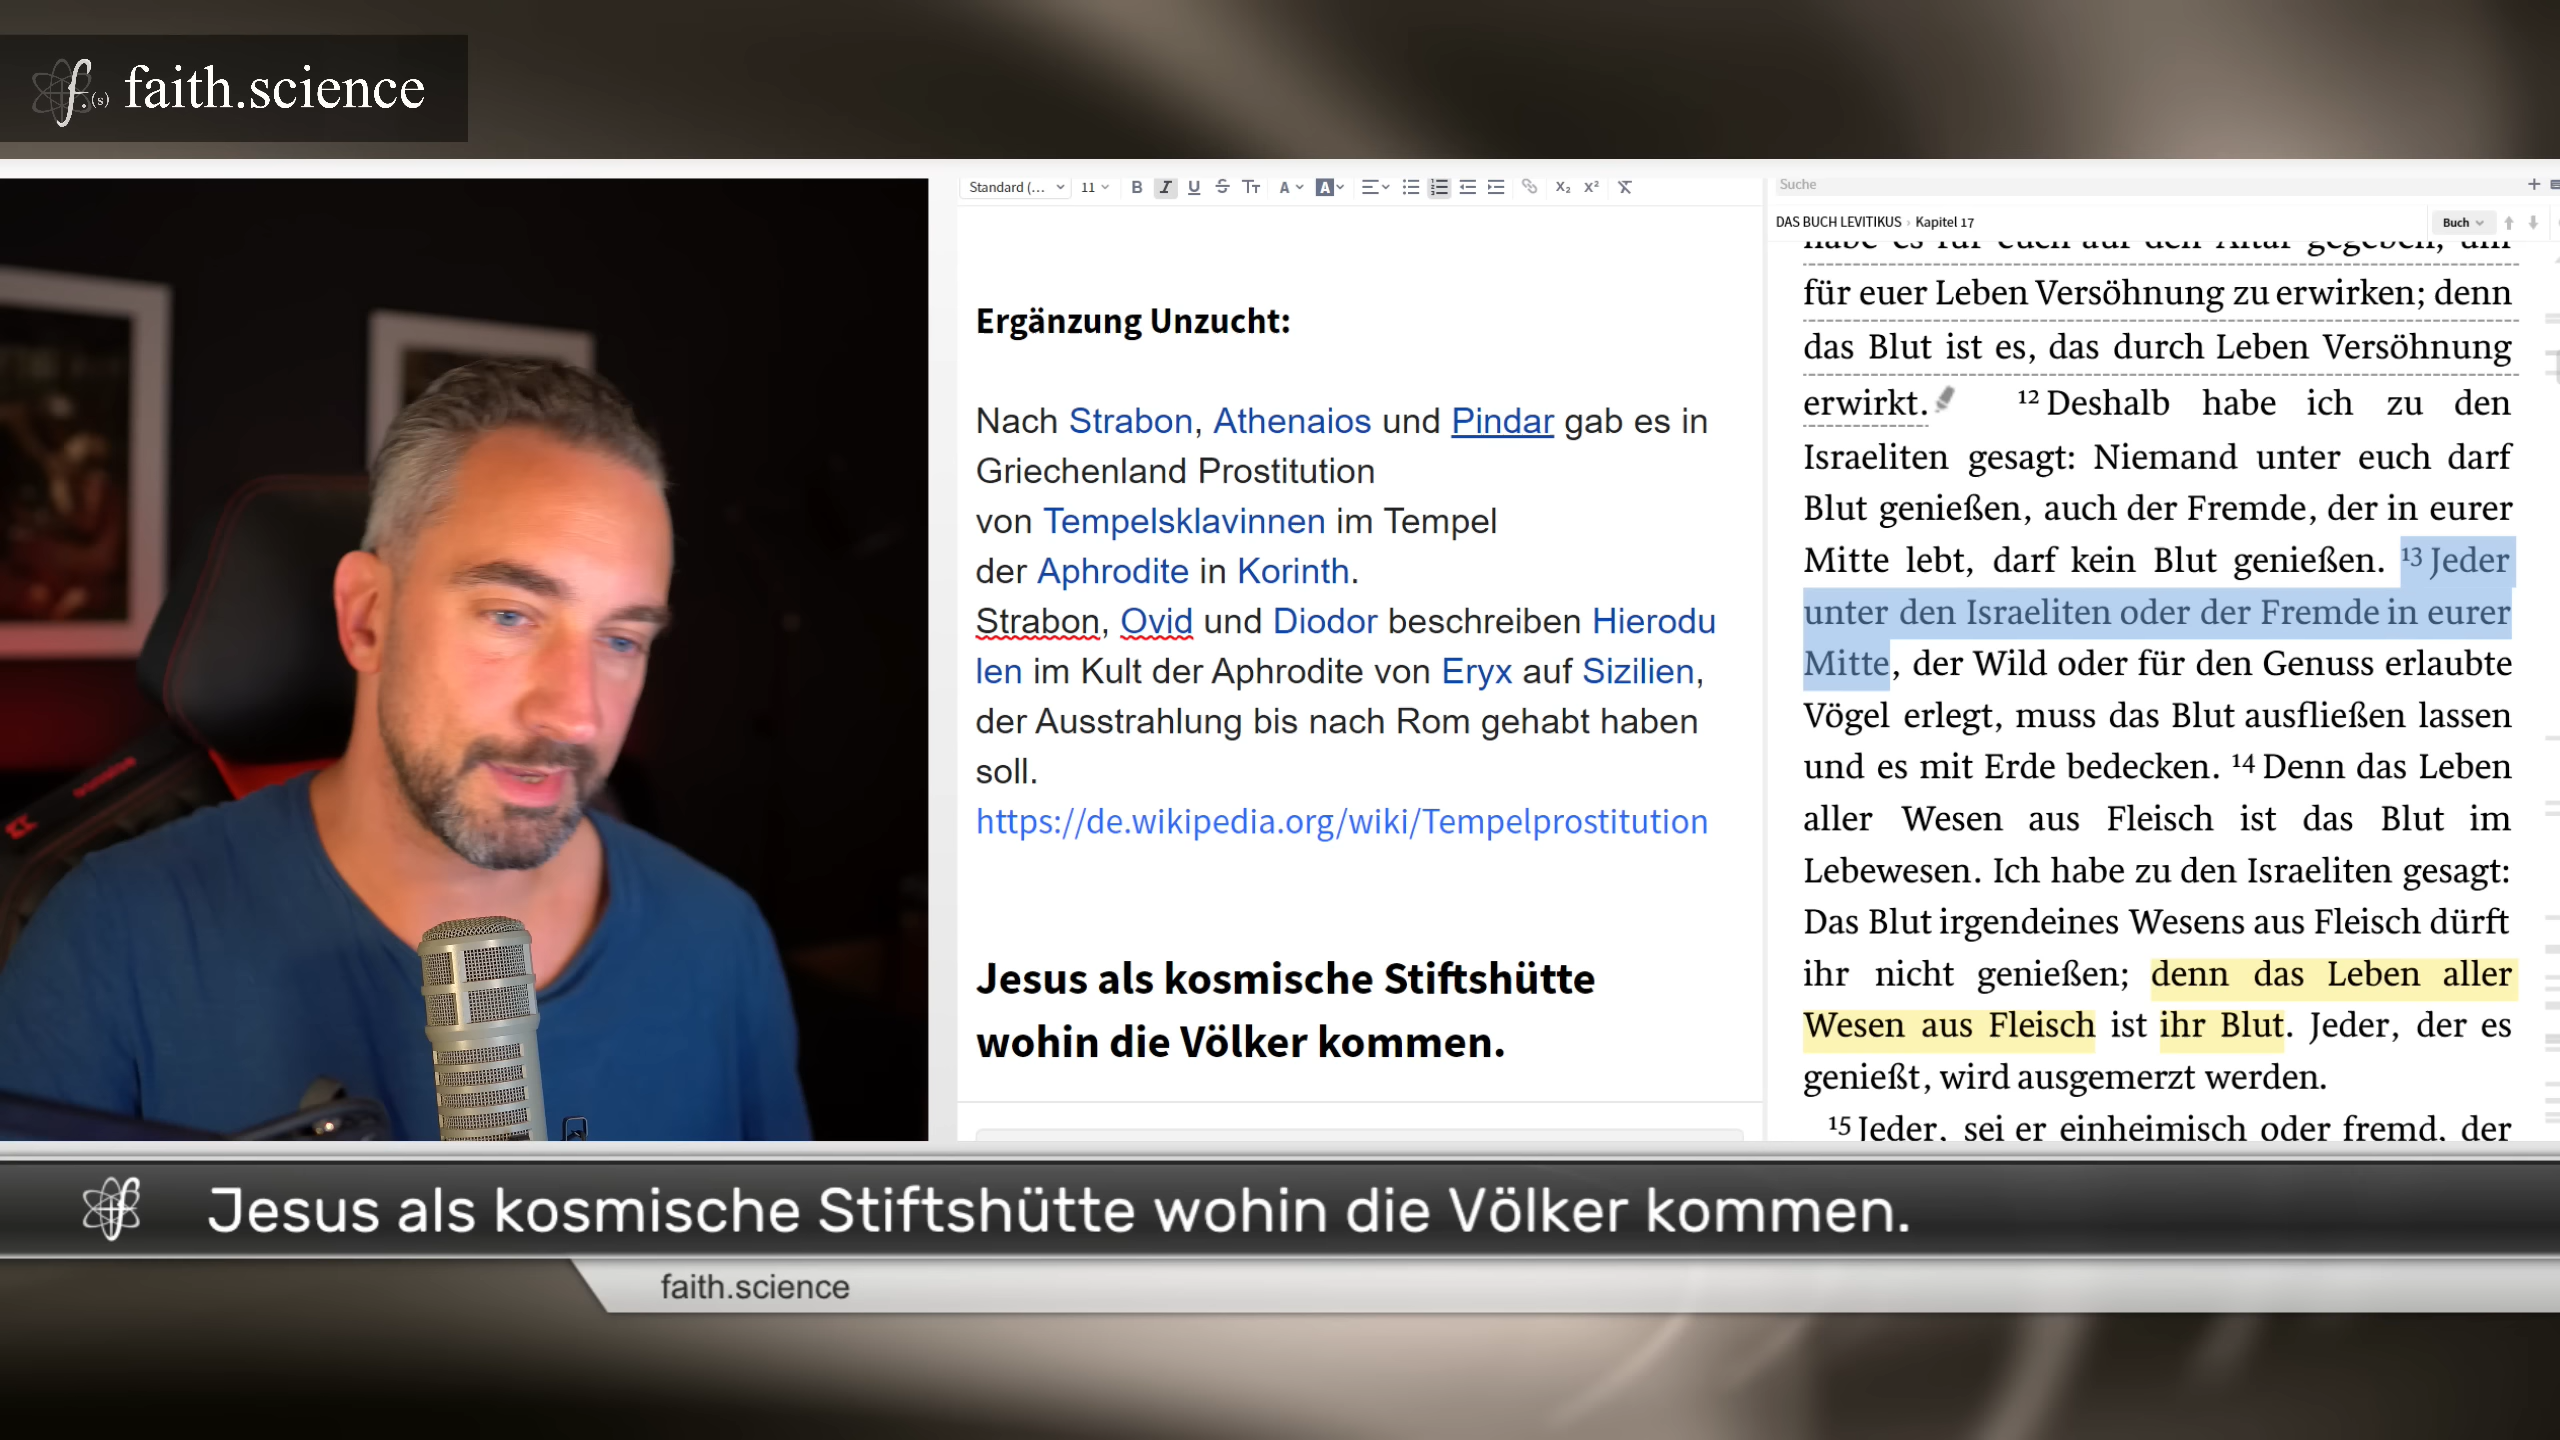 f.(s) faith.science
Standard (... 11
Ergänzung Unzucht:
Nach Strabon, Athenaios und Pindar gab es in
Griechenland Prostitution
von Tempelsklavinnen im Tempel
der Aphrodite in Korinth.
Strabon, Ovid und Diodor beschreiben Hierodu
len im Kult der Aphrodite von Eryx auf Sizilien,
der Ausstrahlung bis nach Rom gehabt haben
soll.
https://de.wikipedia.org/wiki/Tempelprostitution
Jesus als kosmische Stiftshütte
wohin die Völker kommen.
Suche
DAS BUCH LEVITIKUS › Kapitel 17
Buch
habe es für euch auf den Altar gegeben, um
für euer Leben Versöhnung zu erwirken; denn
das Blut ist es, das durch Leben Versöhnung
erwirkt. 12 Deshalb habe ich zu den
Israeliten gesagt: Niemand unter euch darf
Blut genießen, auch der Fremde, der in eurer
Mitte lebt, darf kein Blut genießen. 13 Jeder
unter den Israeliten oder der Fremde in eurer
Mitte, der Wild oder für den Genuss erlaubte
Vögel erlegt, muss das Blut ausfließen lassen
und es mit Erde bedecken. 14 Denn das Leben
aller Wesen aus Fleisch ist das Blut im
Lebewesen. Ich habe zu den Israeliten gesagt:
Das Blut irgendeines Wesens aus Fleisch dürft
ihr nicht genießen; denn das Leben aller
Wesen aus Fleisch ist ihr Blut. Jeder, der es
genießt, wird ausgemerzt werden.
15 Jeder, sei er einheimisch oder fremd, der
Jesus als kosmische Stiftshütte wohin die Völker kommen.
faith.science